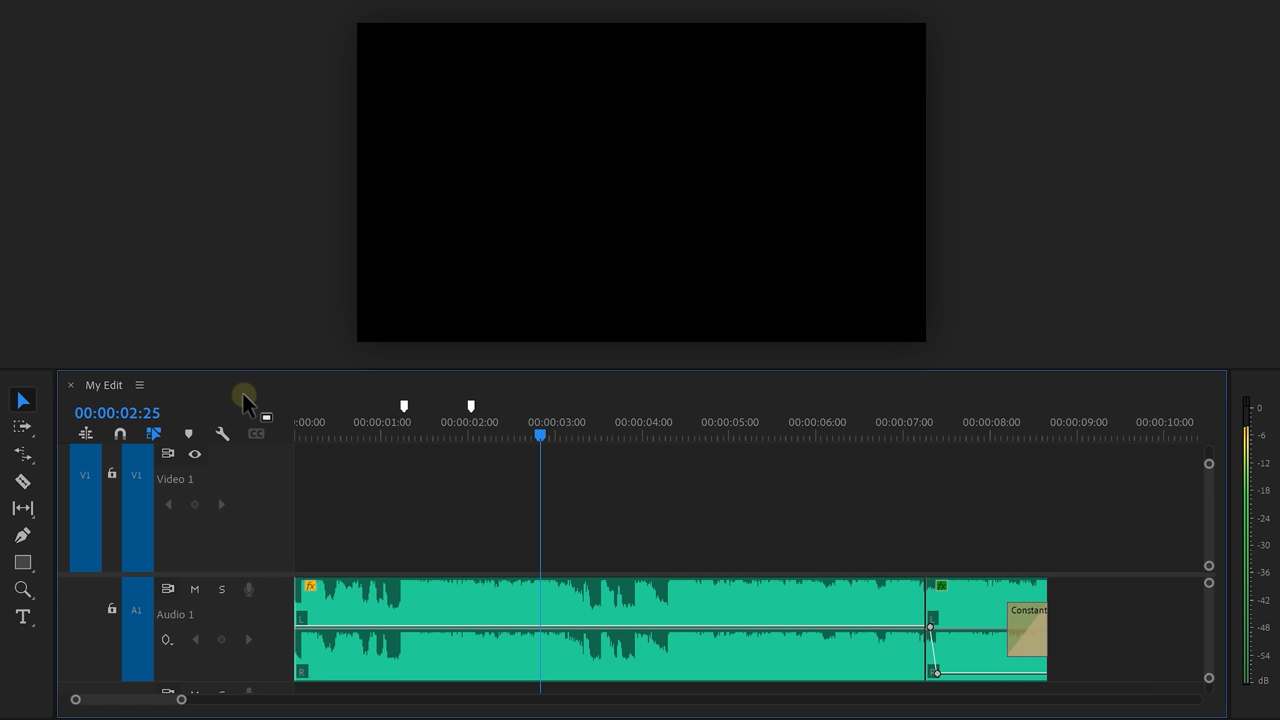 × My Edit
00:00:02:25
:00:00 00:00:01:00 00:00:02:00 00:00:03:00 00:00:04:00 00:00:05:00 00:00:06:00 00:00:07:00 00:00:08:00 00:00:09:00 00:00:10:00
CC
V1 V1 Video 1
A1 M S
Audio 1
fx fx
L L
Constant
R
T
0
-6
-12
-18
-24
-30
-36
-42
-48
-54
dB